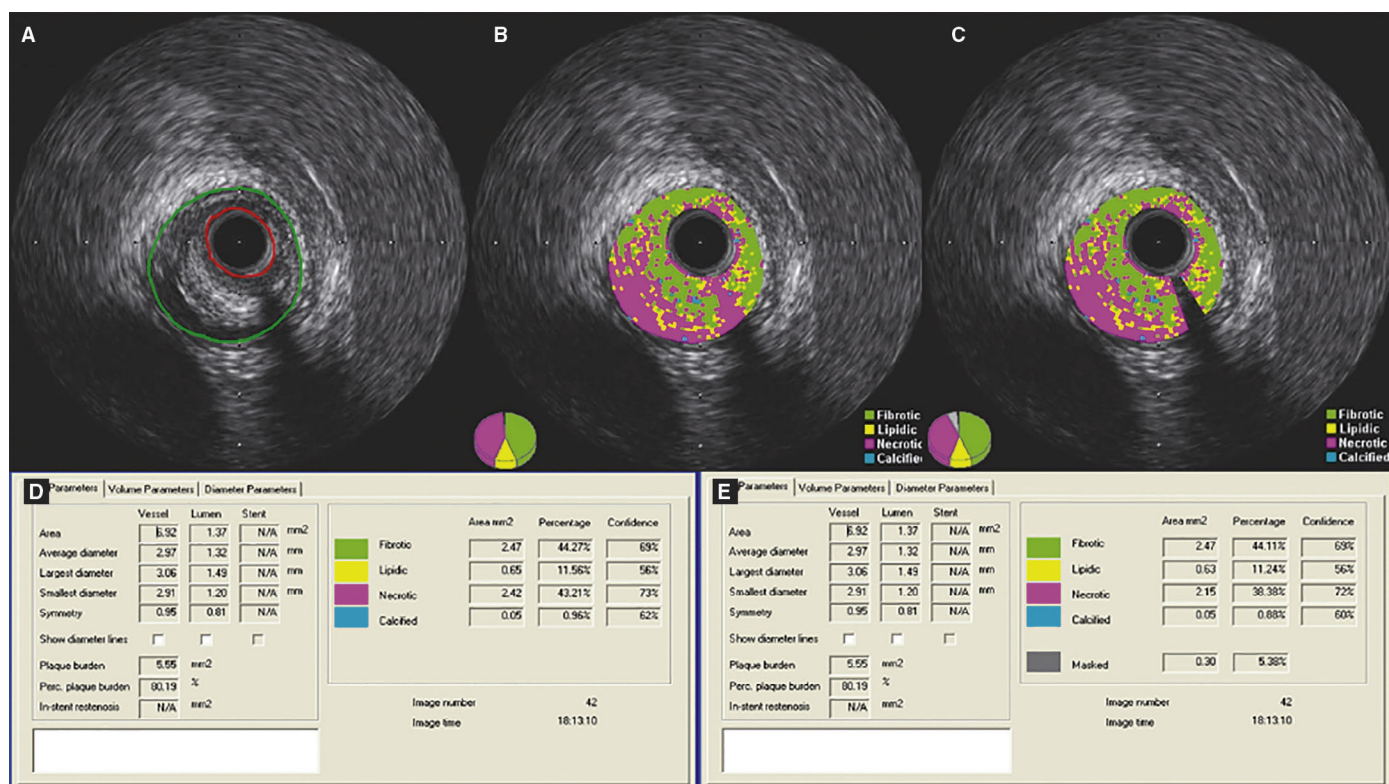 A
B
C
Fibrotic
Lipidic
Necrotic
Fibrotic
Lipidic
Necrotic
Calcified
D
Parameters Volume Parameters Diameter Parameters
Vessel Lumen Stent
Area 6.92 1.37 N/A mm2
Average diameter 2.97 1.32 N/A mm
Largest diameter 3.06 1.49 N/A mm
Smallest diameter 2.91 1.20 N/A mm
Symmetry 0.95 0.81 N/A
Show diameter lines
Plaque burden 5.55 mm2
Perc. plaque burden 80.19 %
In-stent restenosis N/A mm2
Area mm2 Percentage Confidence
Fibrotic 2.47 44.27% 69%
Lipidic 0.65 11.56% 56%
Necrotic 2.42 43.21% 73%
Calcified 0.05 0.96% 62%
Image number 42
Image time 18:13:10
E
Parameters Volume Parameters Diameter Parameters
Vessel Lumen Stent
Area 6.92 1.37 N/A mm2
Average diameter 2.97 1.32 N/A mm
Largest diameter 3.06 1.49 N/A mm
Smallest diameter 2.91 1.20 N/A mm
Symmetry 0.95 0.81 N/A
Show diameter lines
Plaque burden 5.55 mm2
Perc. plaque burden 80.19 %
In-stent restenosis N/A mm2
Area mm2 Percentage Confidence
Fibrotic 2.47 44.11% 69%
Lipidic 0.63 11.24% 56%
Necrotic 2.15 38.38% 72%
Calcified 0.05 0.88% 60%
Masked 0.30 5.38%
Image number 42
Image time 18:13:10